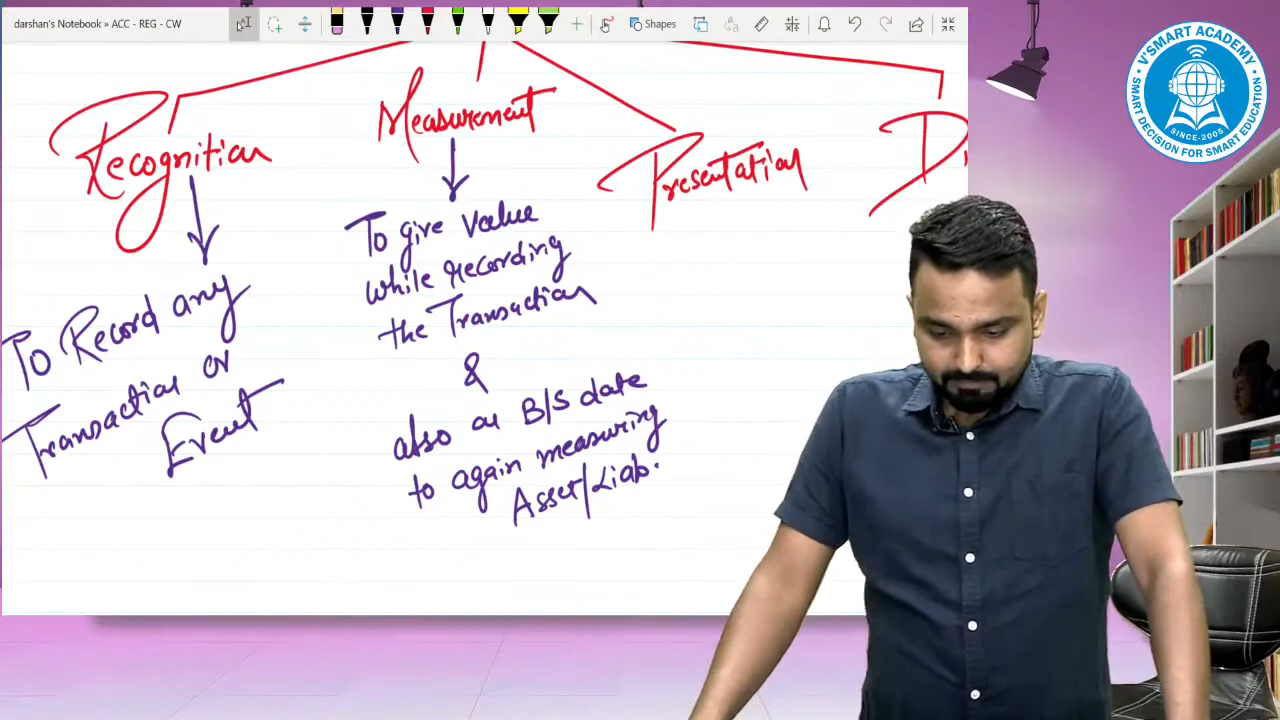 darshan's Notebook » ACC - REG - CW
Shapes
V'SMART ACADEMY
SMART DECISION FOR SMART EDUCATION
SINCE-2005
Recognition
Measurement
Presentation
To Record any
Transaction or
Event
To give value
while recording
the Transaction
&
also on B/S date
to again measuring
Asset/Liab.